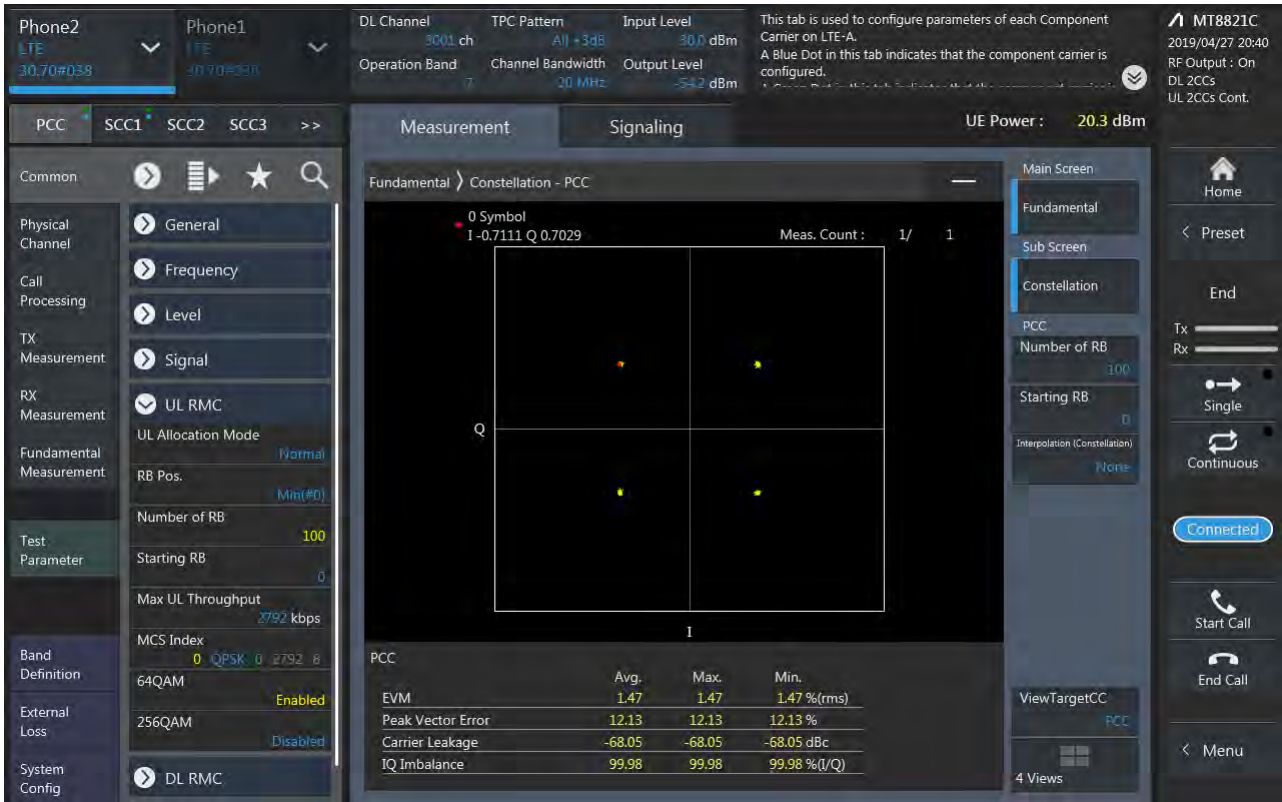 Phone2
LTE
30.70#038
Phone1
LTE
30.70#038
DL Channel
3001 ch
Operation Band
7
TPC Pattern
All +3dB
Channel Bandwidth
20 MHz
Input Level
30.0 dBm
Output Level
-54.2 dBm
This tab is used to configure parameters of each Component
Carrier on LTE-A.
A Blue Dot in this tab indicates that the component carrier is
configured.
MT8821C
2019/04/27 20:40
RF Output : On
DL 2CCs
UL 2CCs Cont.
PCC SCC1 SCC2 SCC3 >>
Measurement Signaling
UE Power : 20.3 dBm
Common
Physical
Channel
Call
Processing
TX
Measurement
RX
Measurement
Fundamental
Measurement
Test
Parameter
Band
Definition
External
Loss
System
Config
General
Frequency
Level
Signal
UL RMC
UL Allocation Mode
Normal
RB Pos.
Min(#0)
Number of RB
100
Starting RB
0
Max UL Throughput
2792 kbps
MCS Index
0 QPSK 0 2792 8
64QAM
Enabled
256QAM
Disabled
DL RMC
Fundamental Constellation - PCC
0 Symbol
I -0.7111 Q 0.7029 Meas. Count : 1/ 1
Q
I
PCC
Avg. Max. Min.
EVM 1.47 1.47 1.47 %(rms)
Peak Vector Error 12.13 12.13 12.13 %
Carrier Leakage -68.05 -68.05 -68.05 dBc
IQ Imbalance 99.98 99.98 99.98 %(I/Q)
Main Screen
Fundamental
Sub Screen
Constellation
PCC
Number of RB
100
Starting RB
0
Interpolation (Constellation)
None
ViewTargetCC
PCC
4 Views
Home
< Preset
End
Tx
Rx
Single
Continuous
Connected
Start Call
End Call
< Menu